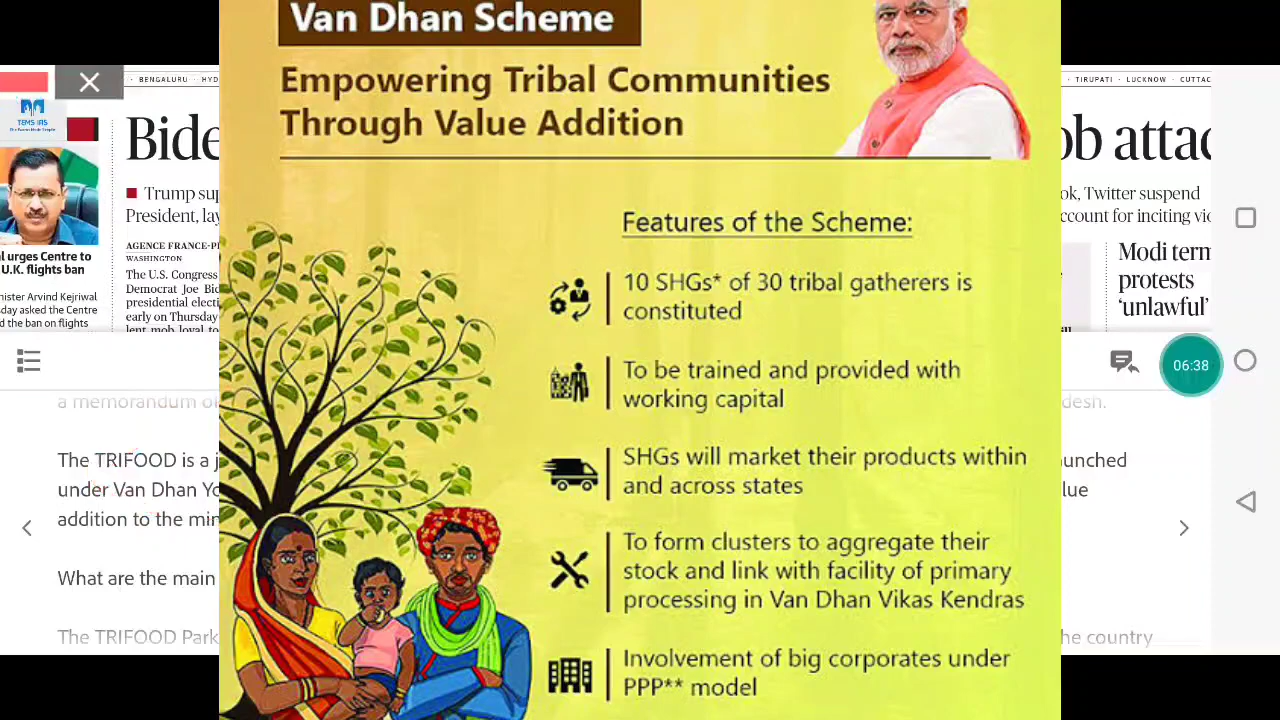 Van Dhan Scheme
Empowering Tribal Communities
Through Value Addition
Features of the Scheme:
10 SHGs* of 30 tribal gatherers is
constituted
To be trained and provided with
working capital
SHGs will market their products within
and across states
To form clusters to aggregate their
stock and link with facility of primary
processing in Van Dhan Vikas Kendras
Involvement of big corporates under
PPP** model
· BENGALURU · HYD
TEMS IAS
Bide
■ Trump sup
President, lay
AGENCE FRANCE-P
WASHINGTON
The U.S. Congress
Democrat Joe Bid
presidential electi
early on Thursday
lent mob loyal to
l urges Centre to
U.K. flights ban
nister Arvind Kejriwal
day asked the Centre
d the ban on flights
· TIRUPATI · LUCKNOW · CUTTAC
ob attac
ok, Twitter suspend
ccount for inciting vio
Modi term
protests
‘unlawful’
06:38
a memorandum o
desh.
The TRIFOOD is a j
unched
under Van Dhan Yo
lue
addition to the min
What are the main
The TRIFOOD Park
he country